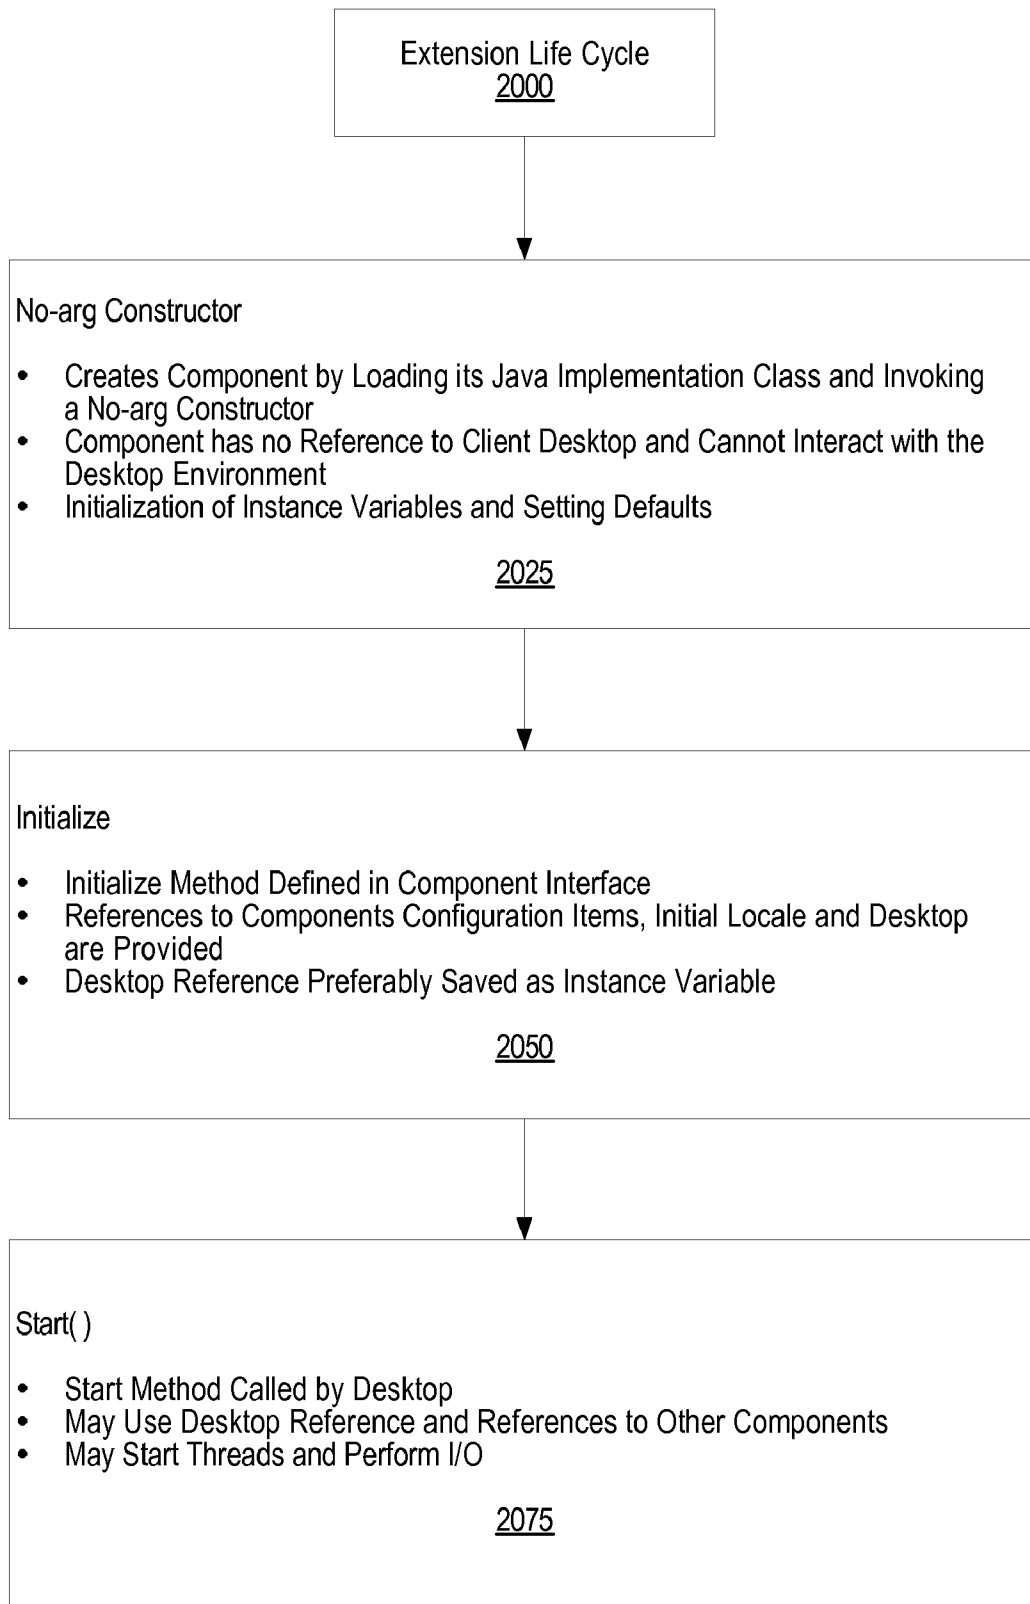 Extension Life Cycle
2000
No-arg Constructor
• Creates Component by Loading its Java Implementation Class and Invoking
a No-arg Constructor
• Component has no Reference to Client Desktop and Cannot Interact with the
Desktop Environment
• Initialization of Instance Variables and Setting Defaults
2025
Initialize
• Initialize Method Defined in Component Interface
• References to Components Configuration Items, Initial Locale and Desktop
are Provided
• Desktop Reference Preferably Saved as Instance Variable
2050
Start( )
• Start Method Called by Desktop
• May Use Desktop Reference and References to Other Components
• May Start Threads and Perform I/O
2075